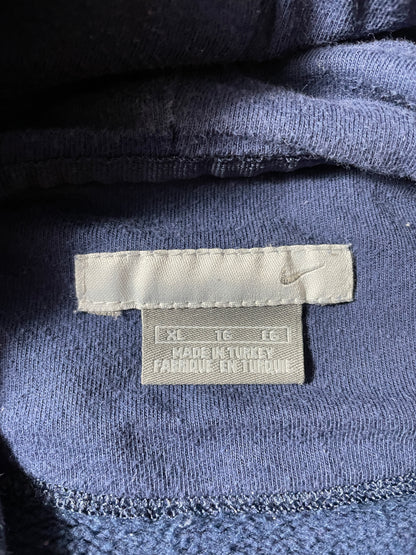 XL TG EG
MADE IN TURKEY
FABRIQUE EN TURQUIE